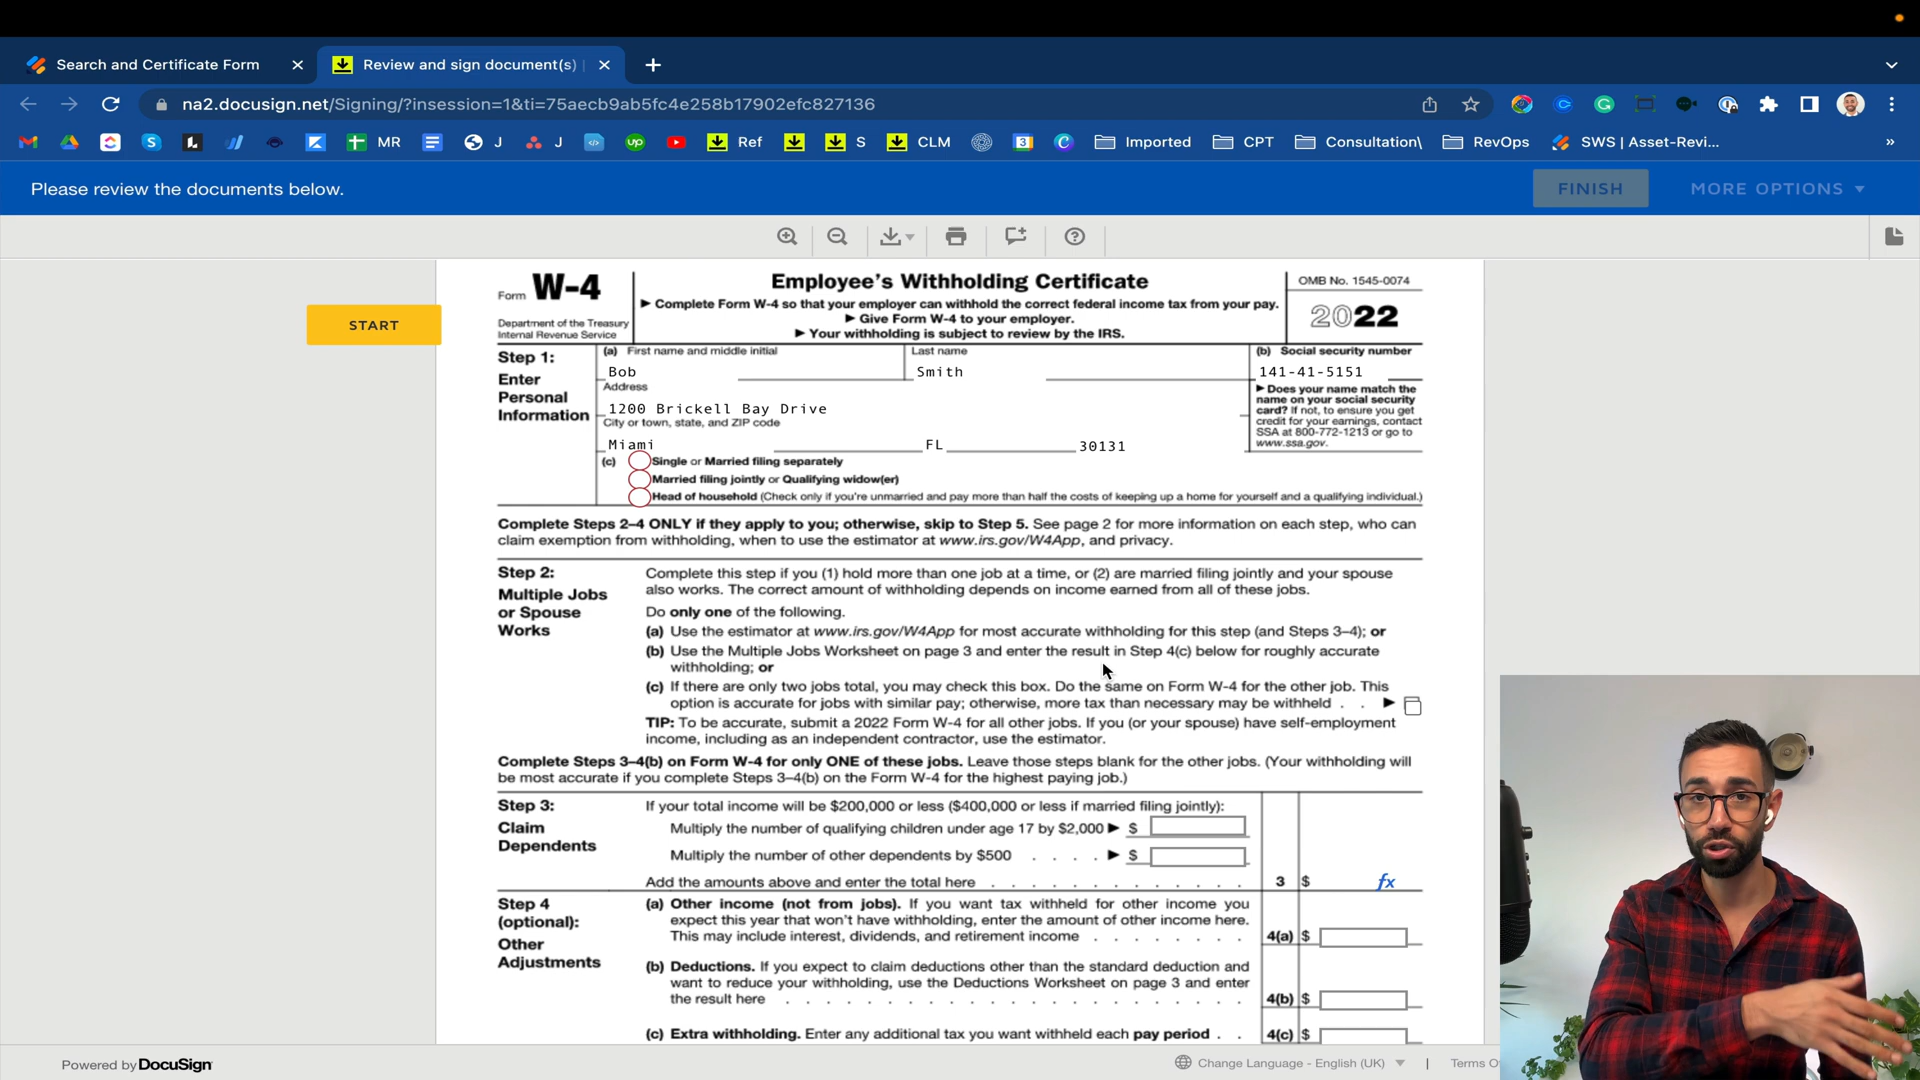 Search and Certificate Form
Review and sign document(s)
na2.docusign.net/Signing/?insession=1&ti=75aecb9ab5fc4e258b17902efc827136
MR
J
J
up
Ref
S
CLM
Imported
CPT
Consultation\
RevOps
SWS | Asset-Revi...
Please review the documents below.
FINISH
MORE OPTIONS
START
Form W-4
Department of the Treasury
Internal Revenue Service
Employee's Withholding Certificate
▶ Complete Form W-4 so that your employer can withhold the correct federal income tax from your pay.
▶ Give Form W-4 to your employer.
▶ Your withholding is subject to review by the IRS.
OMB No. 1545-0074
2022
Step 1:
Enter
Personal
Information
(a) First name and middle initial
Bob
Last name
Smith
(b) Social security number
141-41-5151
Address
1200 Brickell Bay Drive
City or town, state, and ZIP code
Miami FL 30131
▶ Does your name match the
name on your social security
card? If not, to ensure you get
credit for your earnings, contact
SSA at 800-772-1213 or go to
www.ssa.gov.
(c) Single or Married filing separately
Married filing jointly or Qualifying widow(er)
Head of household (Check only if you're unmarried and pay more than half the costs of keeping up a home for yourself and a qualifying individual.)
Complete Steps 2–4 ONLY if they apply to you; otherwise, skip to Step 5. See page 2 for more information on each step, who can
claim exemption from withholding, when to use the estimator at www.irs.gov/W4App, and privacy.
Step 2:
Multiple Jobs
or Spouse
Works
Complete this step if you (1) hold more than one job at a time, or (2) are married filing jointly and your spouse
also works. The correct amount of withholding depends on income earned from all of these jobs.
Do only one of the following.
(a) Use the estimator at www.irs.gov/W4App for most accurate withholding for this step (and Steps 3–4); or
(b) Use the Multiple Jobs Worksheet on page 3 and enter the result in Step 4(c) below for roughly accurate
withholding; or
(c) If there are only two jobs total, you may check this box. Do the same on Form W-4 for the other job. This
option is accurate for jobs with similar pay; otherwise, more tax than necessary may be withheld . . ▶
TIP: To be accurate, submit a 2022 Form W-4 for all other jobs. If you (or your spouse) have self-employment
income, including as an independent contractor, use the estimator.
Complete Steps 3–4(b) on Form W-4 for only ONE of these jobs. Leave those steps blank for the other jobs. (Your withholding will
be most accurate if you complete Steps 3–4(b) on the Form W-4 for the highest paying job.)
Step 3:
Claim
Dependents
If your total income will be $200,000 or less ($400,000 or less if married filing jointly):
Multiply the number of qualifying children under age 17 by $2,000 ▶ $
Multiply the number of other dependents by $500 . . . . ▶ $
Add the amounts above and enter the total here . . . . . . . . . . . . . 3 $ fx
Step 4
(optional):
Other
Adjustments
(a) Other income (not from jobs). If you want tax withheld for other income you
expect this year that won't have withholding, enter the amount of other income here.
This may include interest, dividends, and retirement income . . . . . . . . 4(a) $
(b) Deductions. If you expect to claim deductions other than the standard deduction and
want to reduce your withholding, use the Deductions Worksheet on page 3 and enter
the result here . . . . . . . . . . . . . . . . . . . . . 4(b) $
(c) Extra withholding. Enter any additional tax you want withheld each pay period . . 4(c) $
Powered by DocuSign
Change Language - English (UK) ▼ | Terms O